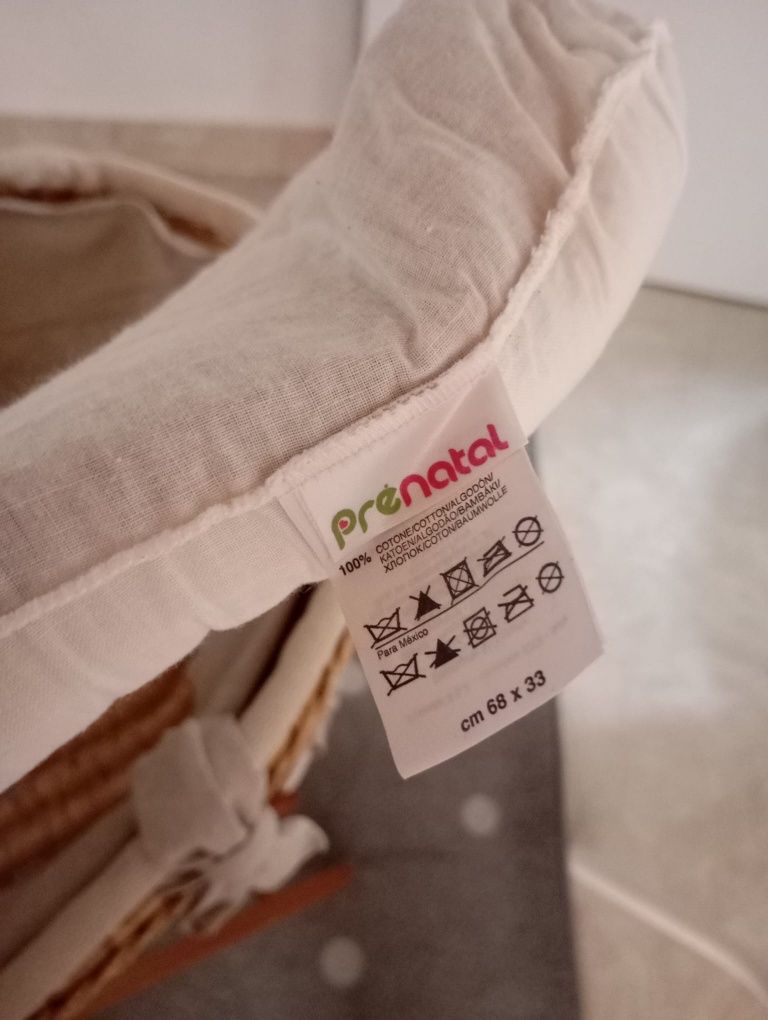 prénatal
100% COTONE/COTTON/ALGODÓN/
KATOEN/ALGODÃO/BAMBAKI/
ХЛОПОК/COTON/BAUMWOLLE
Para México
cm 68 x 33